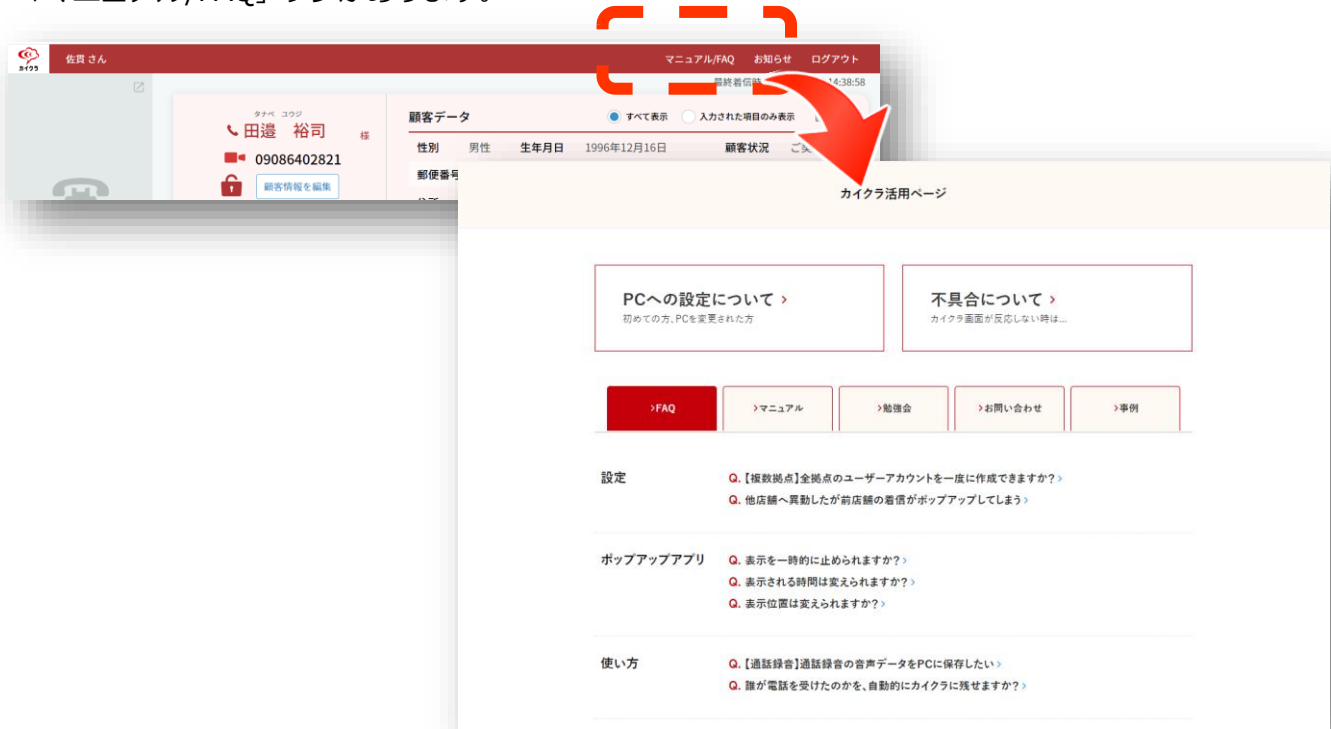 カイクラ
佐貫 さん
マニュアル/FAQ お知らせ ログアウト
最終着信時 14:38:58
タナベ ユウジ
田邉 裕司 様
09086402821
顧客情報を編集
顧客データ
すべて表示 入力された項目のみ表示
性別 男性 生年月日 1996年12月16日 顧客状況
郵便番号
カイクラ活用ページ
PCへの設定について >
初めての方、PCを変更された方
不具合について >
カイクラ画面が反応しない時は...
>FAQ >マニュアル >勉強会 >お問い合わせ >事例
設定
Q.【複数拠点】全拠点のユーザーアカウントを一度に作成できますか? >
Q. 他店舗へ異動したが前店舗の着信がポップアップしてしまう >
ポップアップアプリ
Q. 表示を一時的に止められますか? >
Q. 表示される時間は変えられますか? >
Q. 表示位置は変えられますか? >
使い方
Q.【通話録音】通話録音の音声データをPCに保存したい >
Q. 誰が電話を受けたのかを、自動的にカイクラに残せますか? >